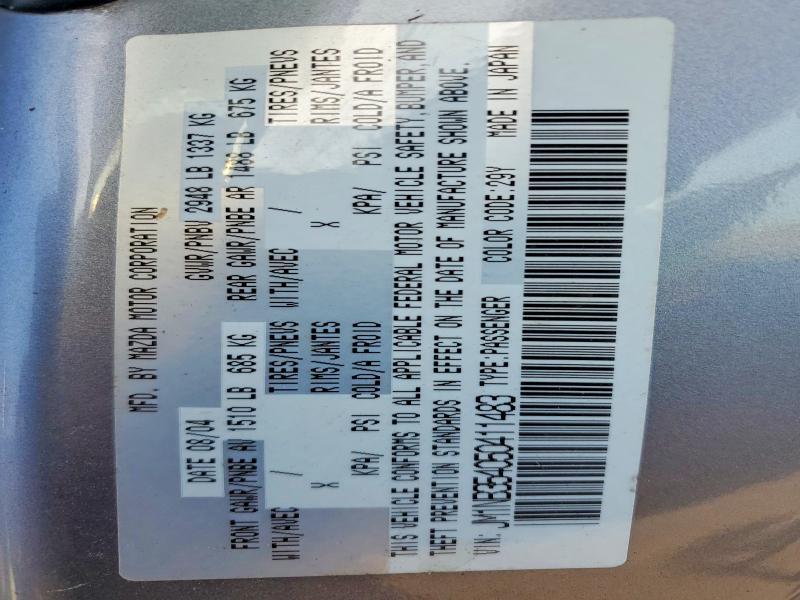 MFD. BY MAZDA MOTOR CORPORATION
DATE 08/04 GVWR/PNBV 2948 LB 1337 KG
FRONT GAWR/PNBE AV 1510 LB 685 KG REAR GAWR/PNBE AR 1488 LB 675 KG
WITH/AVEC / TIRES/PNEUS WITH/AVEC / TIRES/PNEUS
X RIMS/JANTES X RIMS/JANTES
KPA/ PSI COLD/A FROID KPA/ PSI COLD/A FROID
THIS VEHICLE CONFORMS TO ALL APPLICABLE FEDERAL MOTOR VEHICLE SAFETY, BUMPER, AND
THEFT PREVENTION STANDARDS IN EFFECT ON THE DATE OF MANUFACTURE SHOWN ABOVE.
VIN: JM1NB354050411483 TYPE:PASSENGER COLOR CODE:29Y MADE IN JAPAN